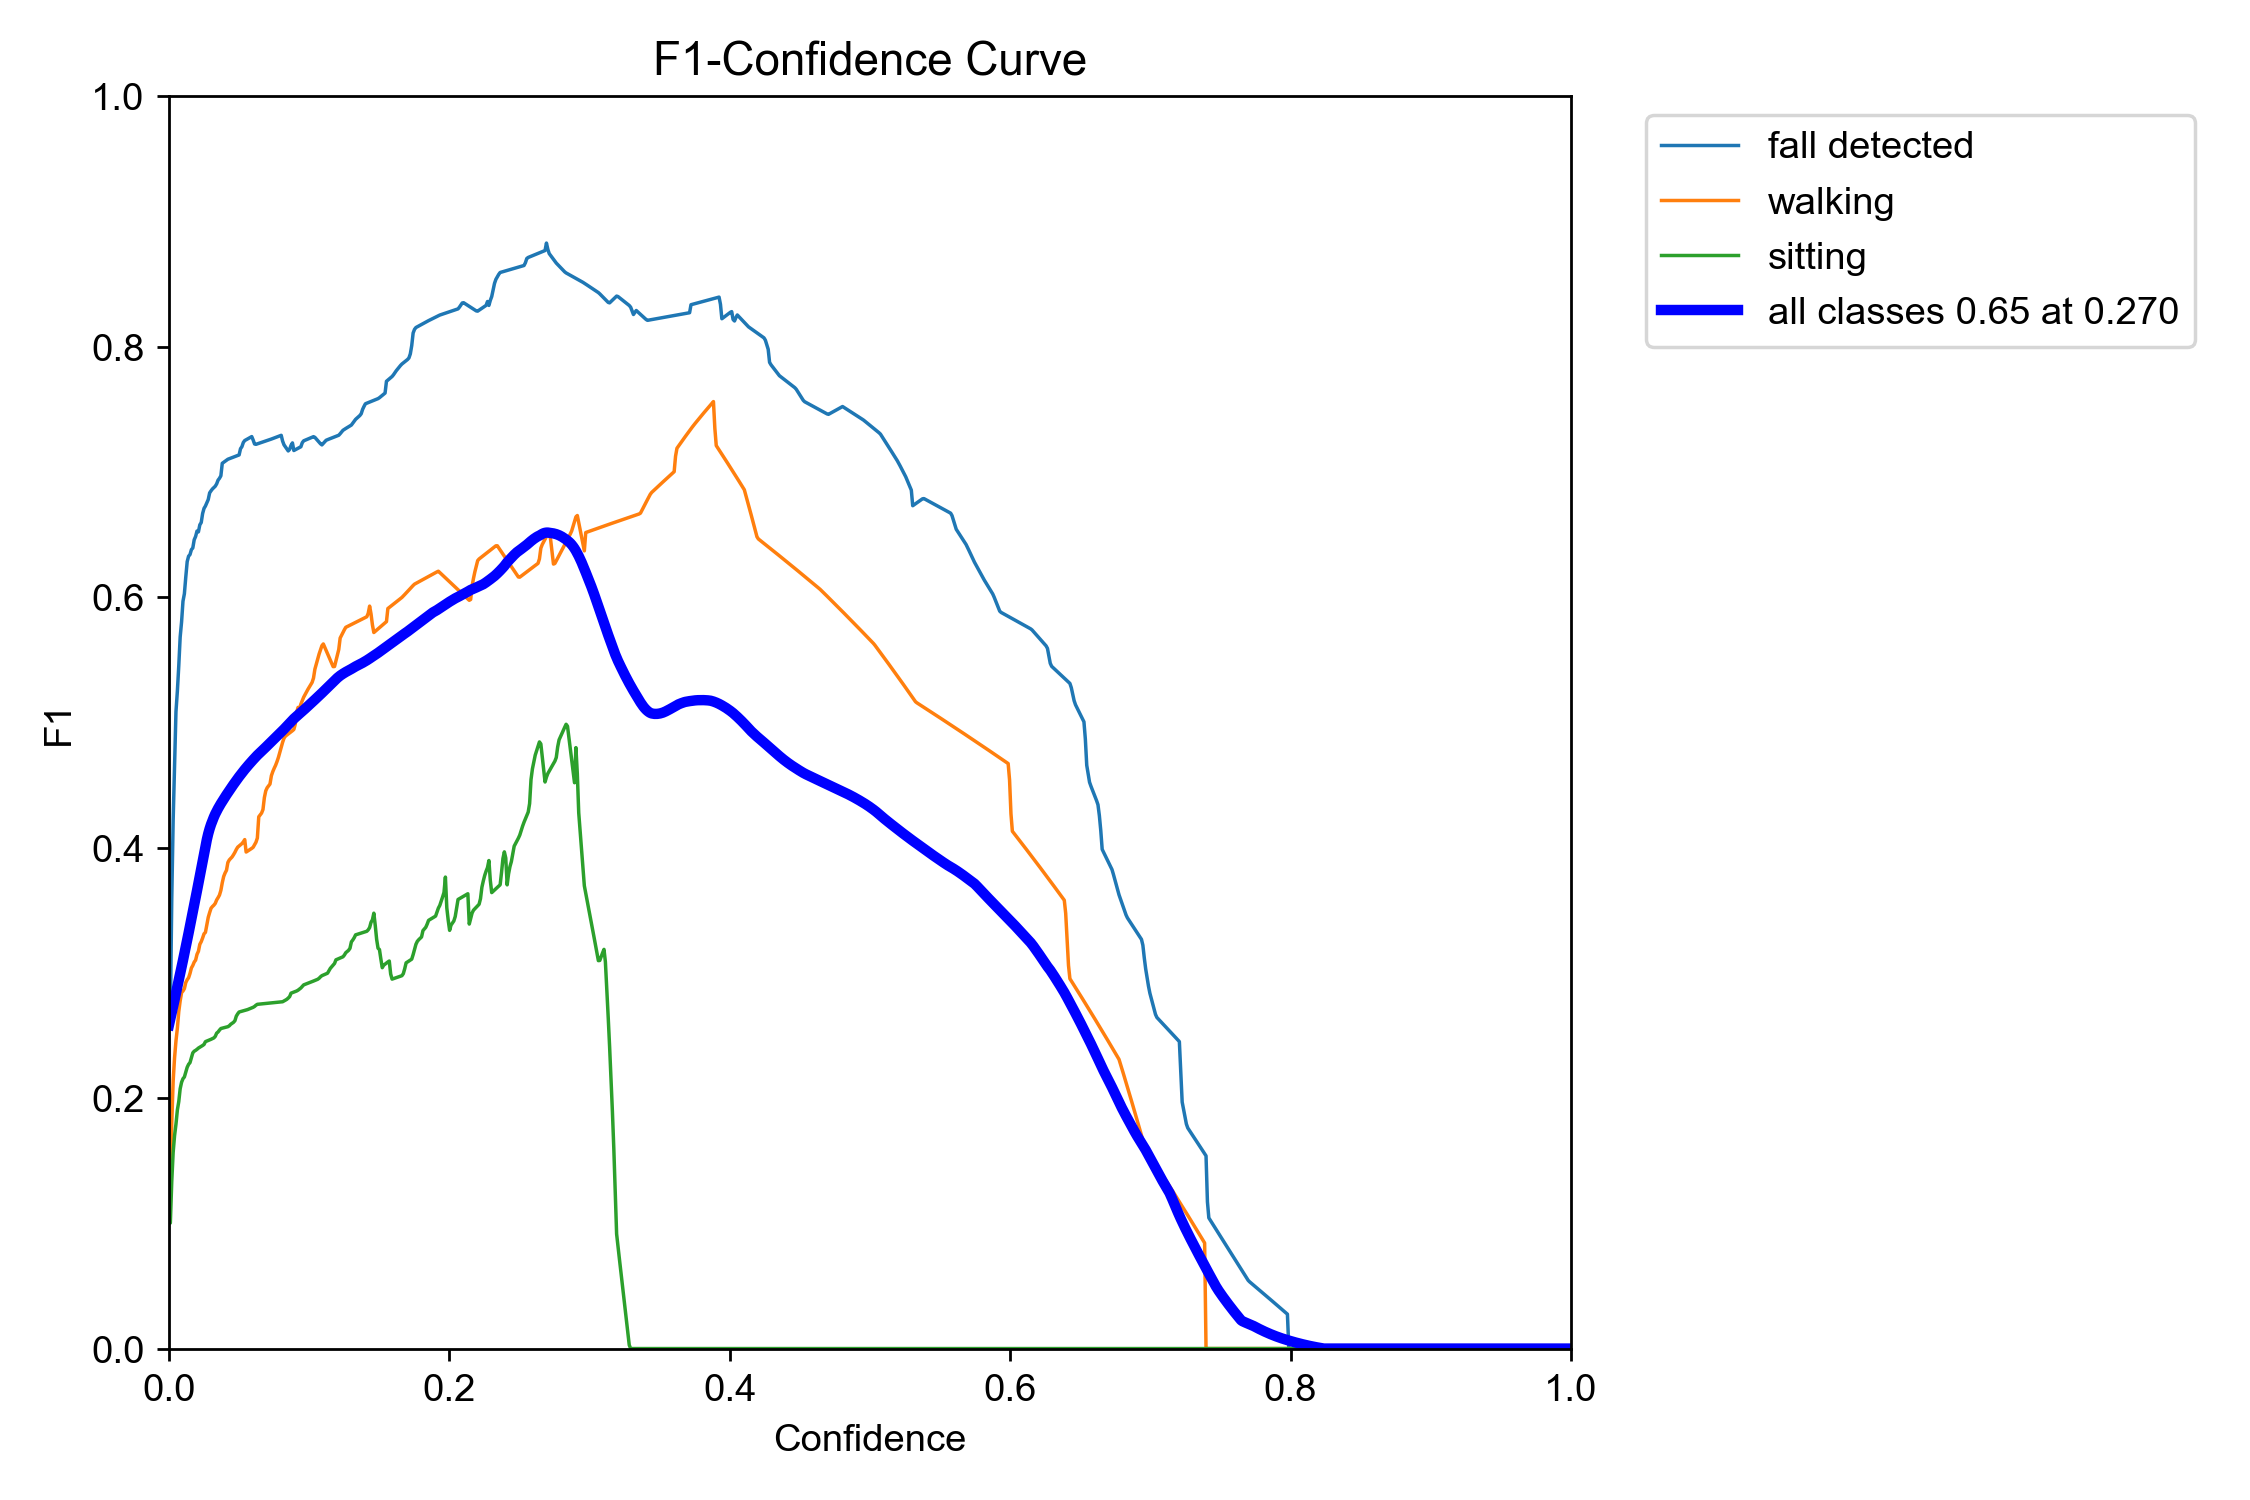 F1-Confidence Curve
1.0
0.8
0.6
0.4
0.2
0.0
F1
0.0 0.2 0.4 0.6 0.8 1.0
Confidence
fall detected
walking
sitting
all classes 0.65 at 0.270